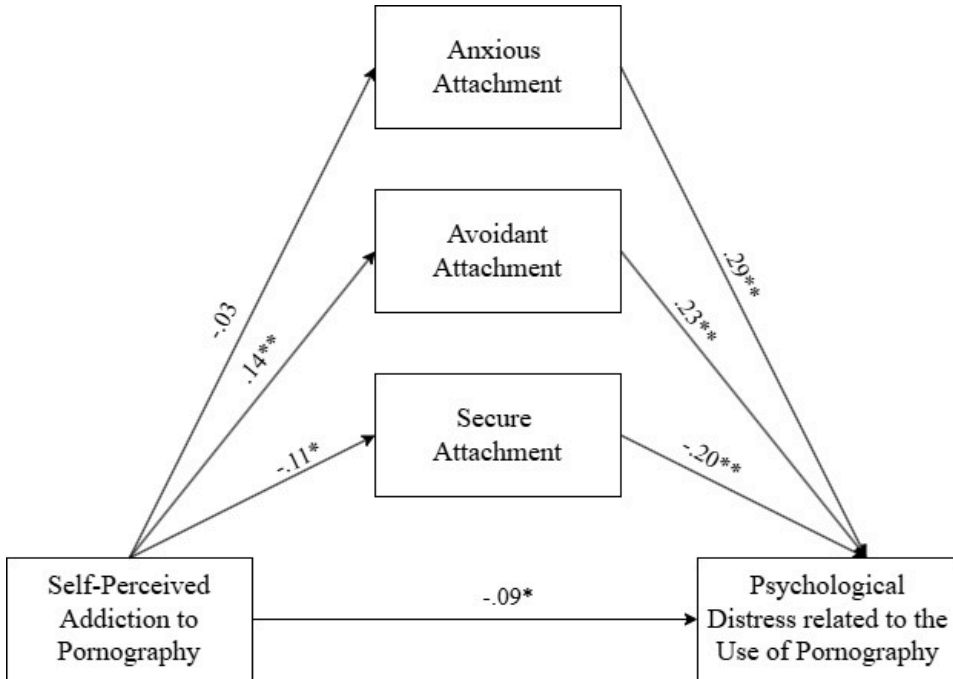 Anxious
Attachment
Avoidant
Attachment
.29**
-.03
.23**
.14**
Secure
Attachment
-.11*
-.20**
Self-Perceived
Addiction to
Pornography
-.09*
Psychological
Distress related to the
Use of Pornography